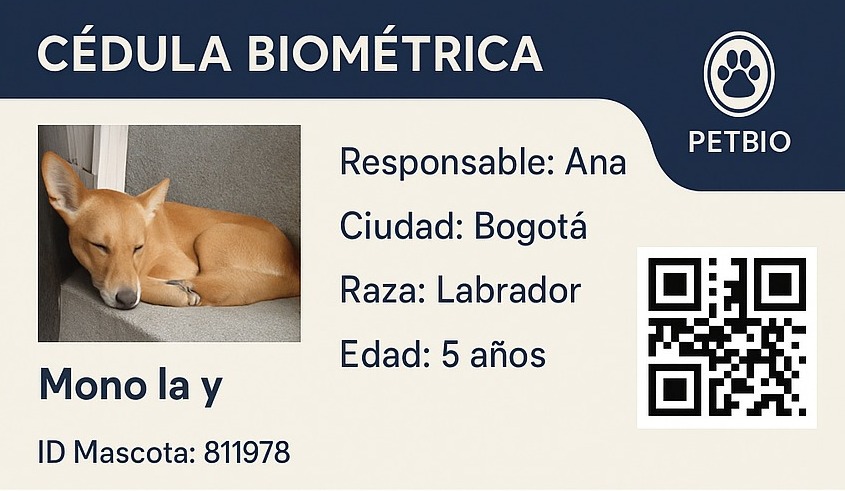 CÉDULA BIOMÉTRICA
PETBIO
Responsable: Ana
Ciudad: Bogotá
Raza: Labrador
Edad: 5 años
Mono la y
ID Mascota: 811978